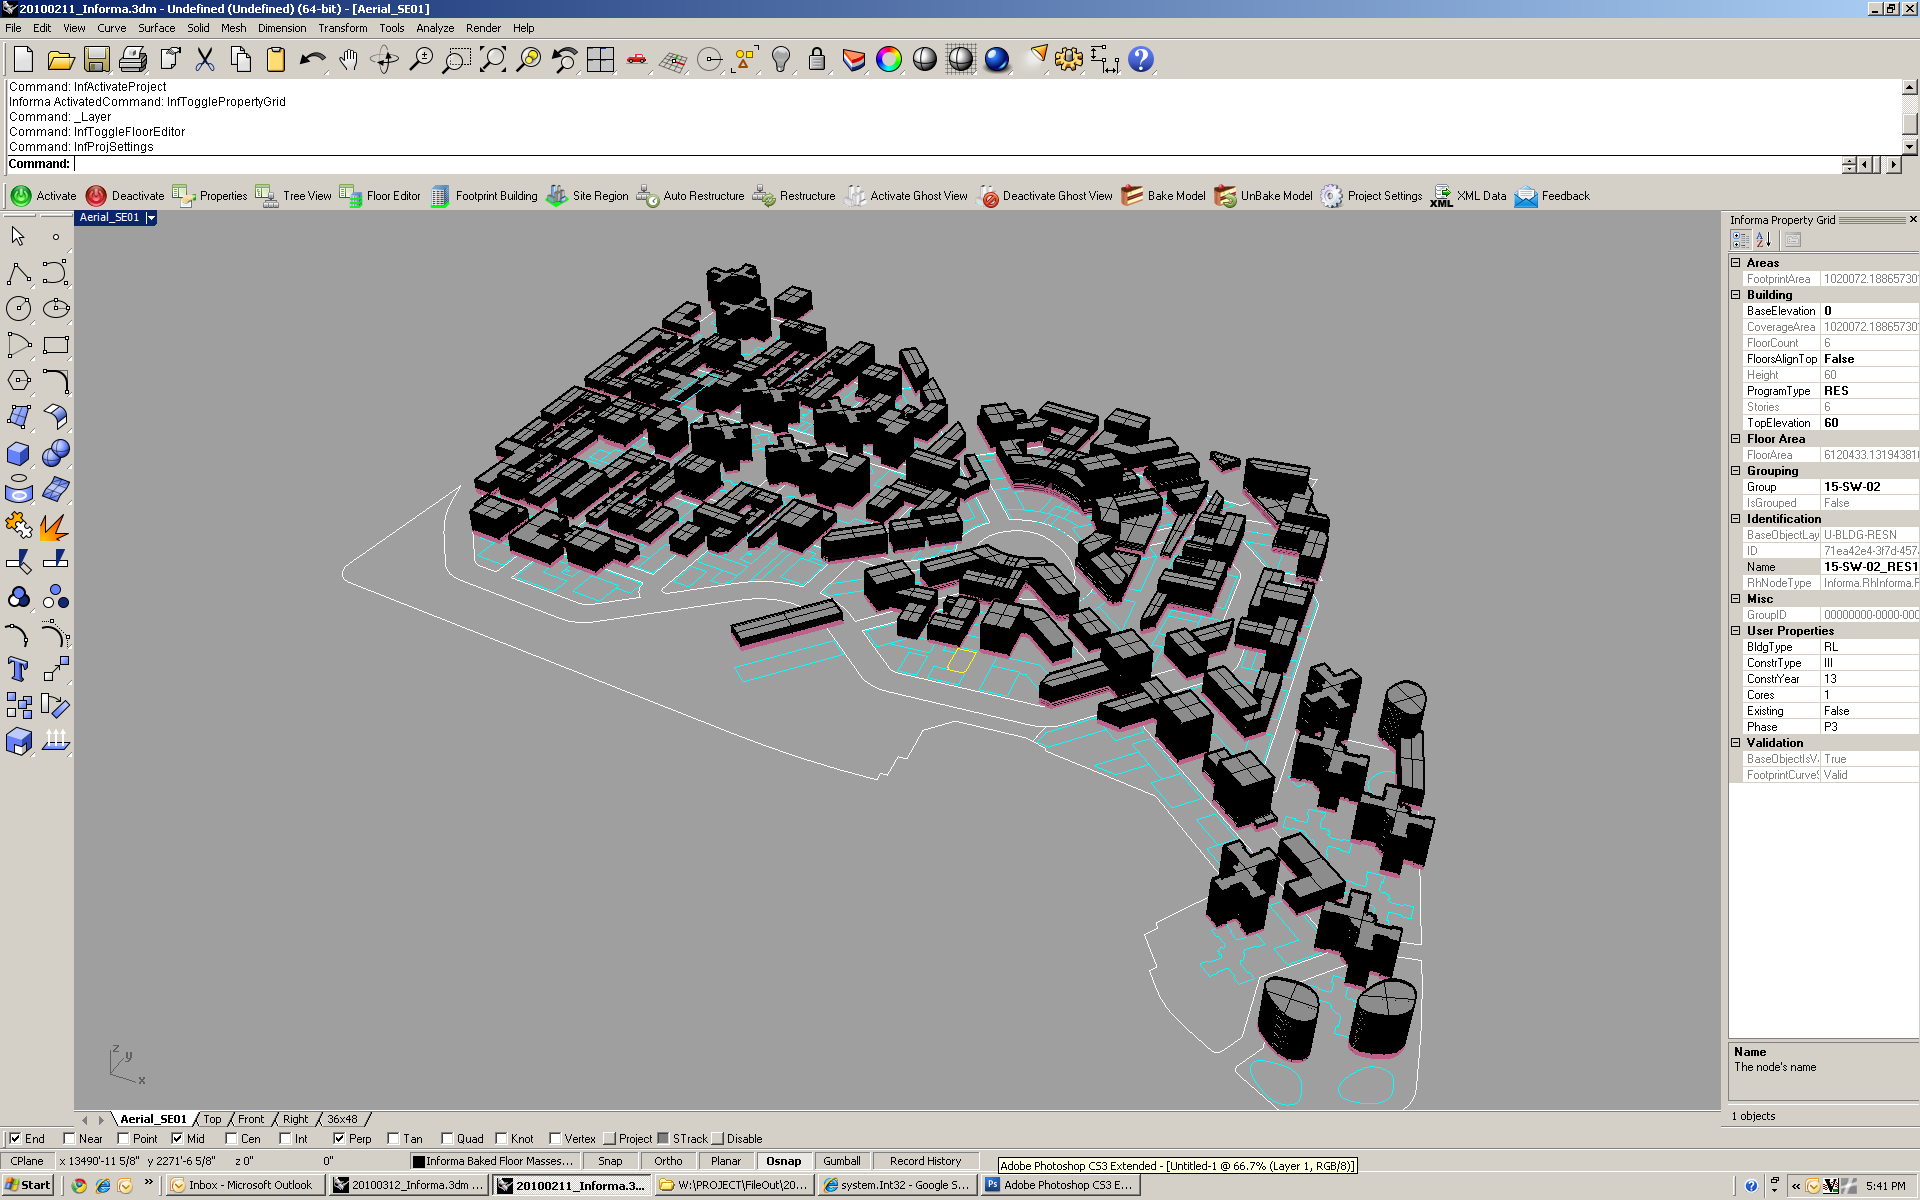 20100211_Informa.3dm - Undefined (Undefined) (64-bit) - [Aerial_SE01]
File Edit View Curve Surface Solid Mesh Dimension Transform Tools Analyze Render Help
Command: InfActivateProject
Informa ActivatedCommand: InfTogglePropertyGrid
Command: _Layer
Command: InfToggleFloorEditor
Command: InfProjSettings
Command:
Activate Deactivate Properties Tree View Floor Editor Footprint Building Site Region Auto Restructure Restructure Activate Ghost View Deactivate Ghost View Bake Model UnBake Model Project Settings XML XML Data Feedback
Aerial_SE01
Informa Property Grid
Areas
FootprintArea 1020072.18865730
Building
BaseElevation 0
CoverageArea 1020072.18865730
FloorCount 6
FloorsAlignTop False
Height 60
ProgramType RES
Stories 6
TopElevation 60
Floor Area
FloorArea 6120433.13194381
Grouping
Group 15-SW-02
IsGrouped False
Identification
BaseObjectLay U-BLDG-RESN
ID 71ea42e4-3f7d-457
Name 15-SW-02_RES1
RhNodeType Informa.RhInforma.F
Misc
GroupID 00000000-0000-000
User Properties
BldgType RL
ConstrType III
ConstrYear 13
Cores 1
Existing False
Phase P3
Validation
BaseObjectIsV True
FootprintCurve Valid
Name
The node's name
1 objects
z y x
Aerial_SE01 Top Front Right 36x48
End Near Point Mid Cen Int Perp Tan Quad Knot Vertex Project STrack Disable
CPlane x 13490'-11 5/8" y 2271'-6 5/8" z 0" 0" Informa Baked Floor Masses... Snap Ortho Planar Osnap Gumball Record History
Adobe Photoshop CS3 Extended - [Untitled-1 @ 66.7% (Layer 1, RGB/8)]
Start Inbox - Microsoft Outlook 20100312_Informa.3dm ... 20100211_Informa.3... W:\PROJECT\FileOut\20... system.Int32 - Google S... Adobe Photoshop CS3 E... 5:41 PM